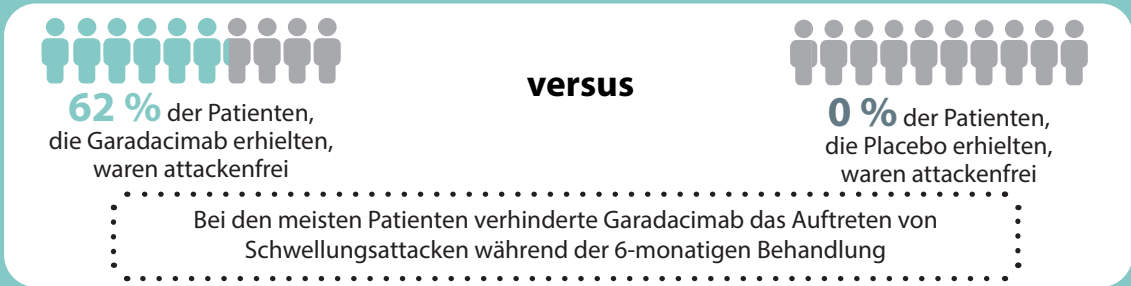 62 % der Patienten,
die Garadacimab erhielten,
waren attackenfrei
versus
0 % der Patienten,
die Placebo erhielten,
waren attackenfrei
Bei den meisten Patienten verhinderte Garadacimab das Auftreten von
Schwellungsattacken während der 6-monatigen Behandlung